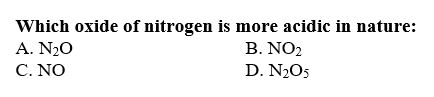 Which oxide of nitrogen is more acidic in nature:
A. N₂O B. NO₂
C. NO D. N₂O₅